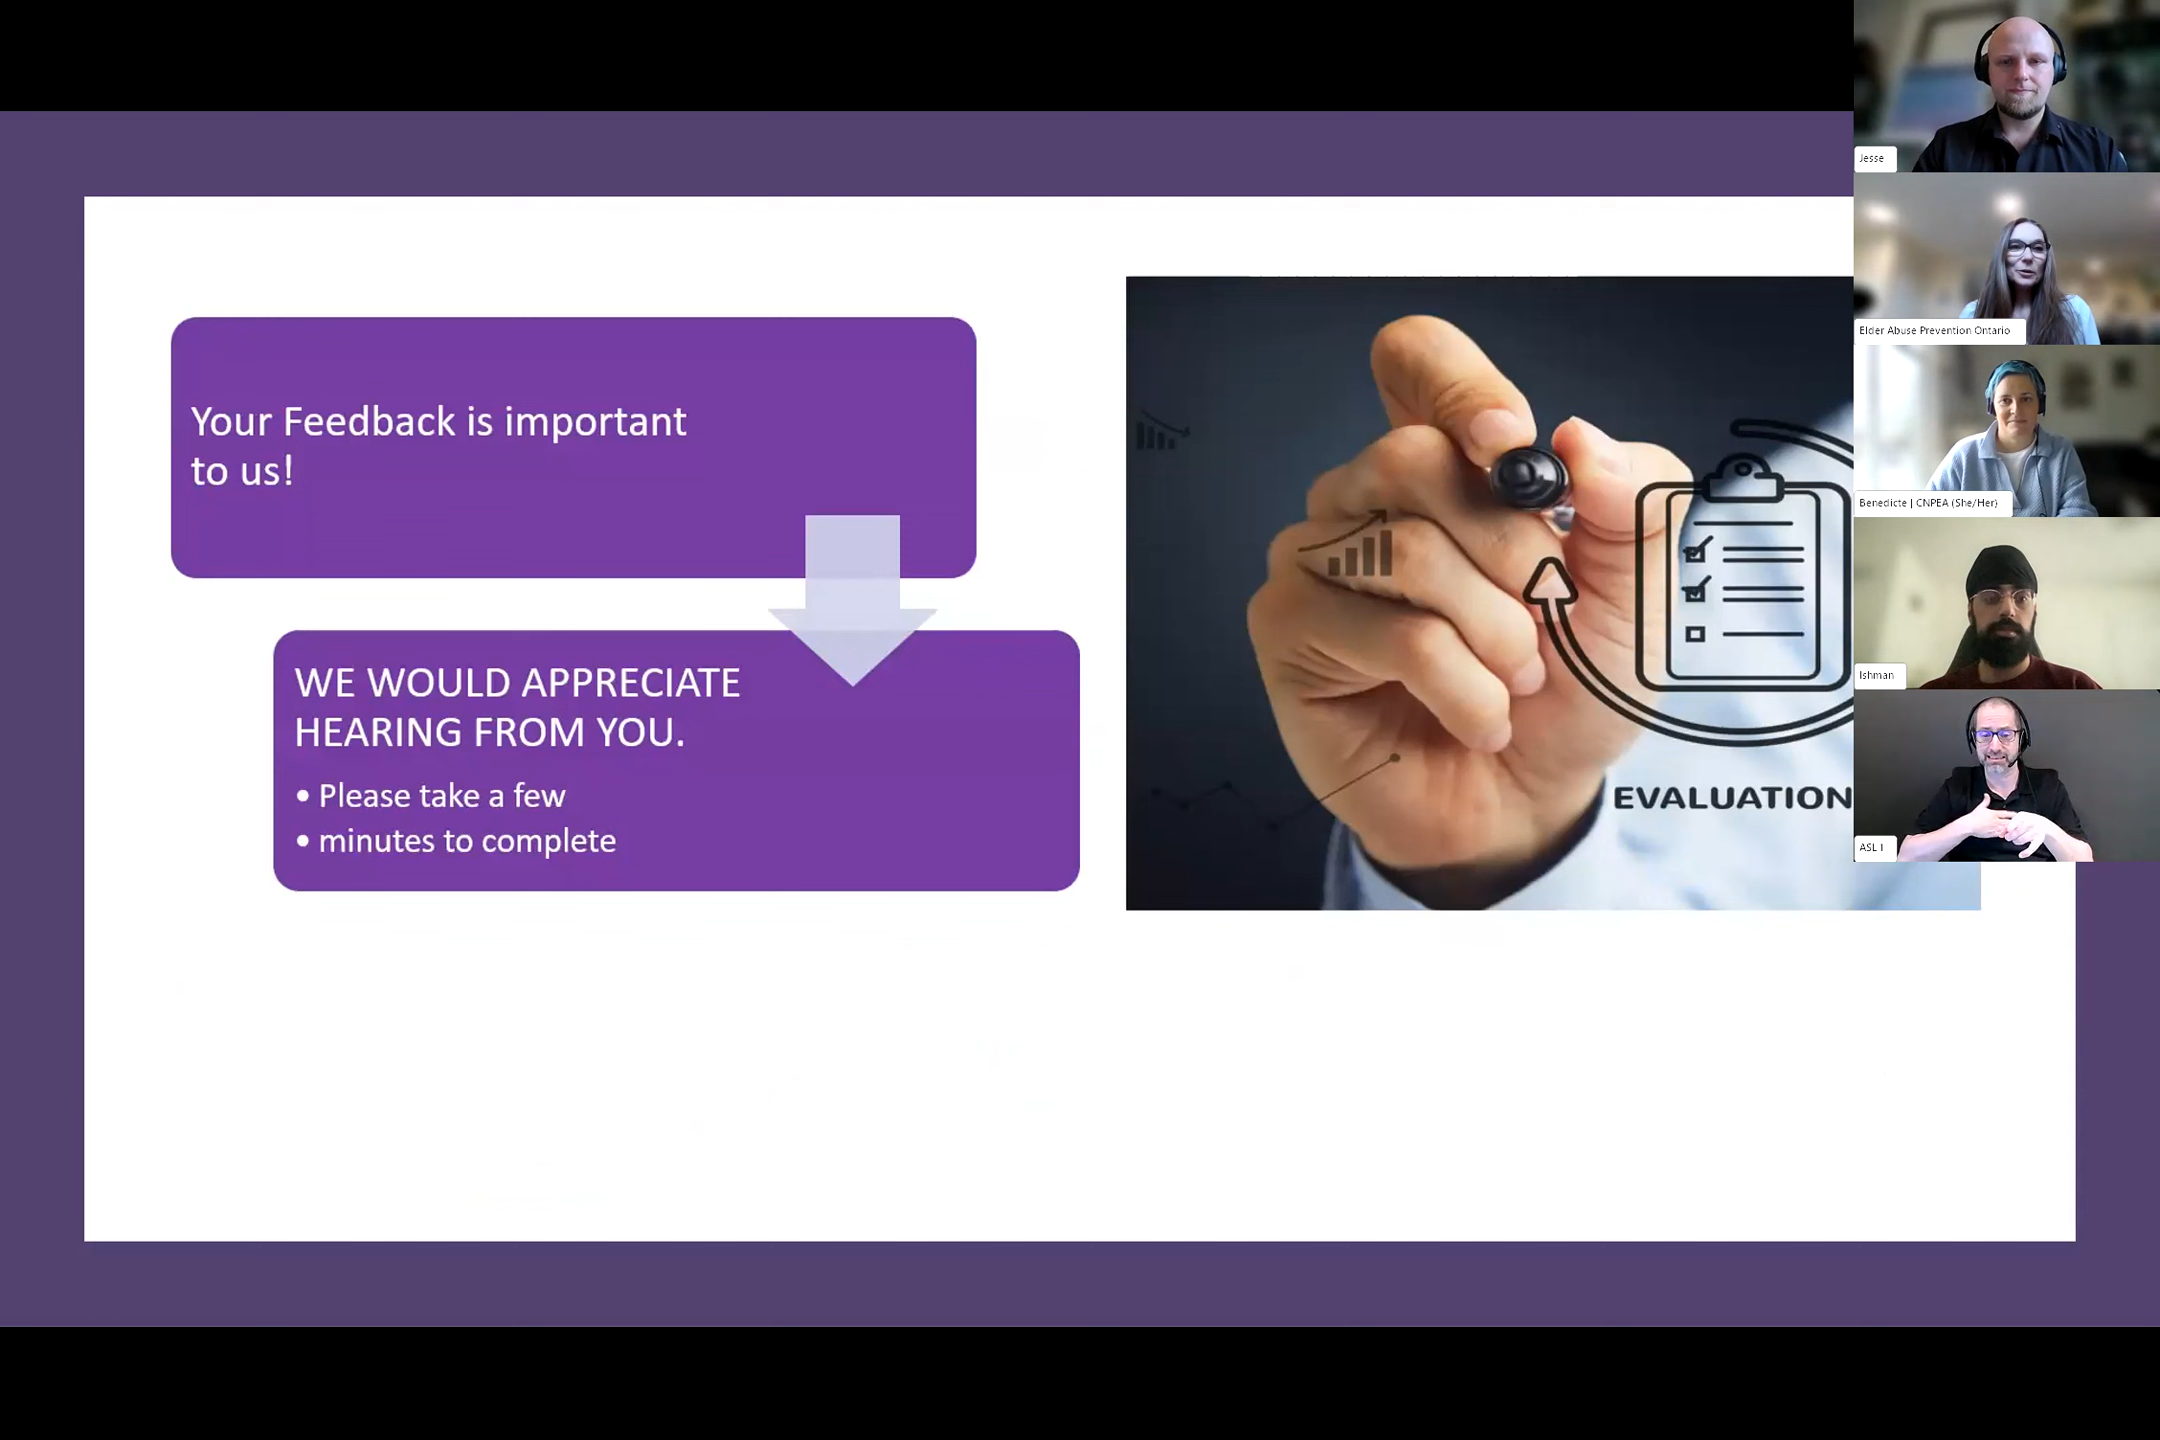 Your Feedback is important
to us!
WE WOULD APPRECIATE
HEARING FROM YOU.
• Please take a few
• minutes to complete
EVALUATION
Jesse
Elder Abuse Prevention Ontario
Benedicte | CNPEA (She/Her)
Ishman
ASL I